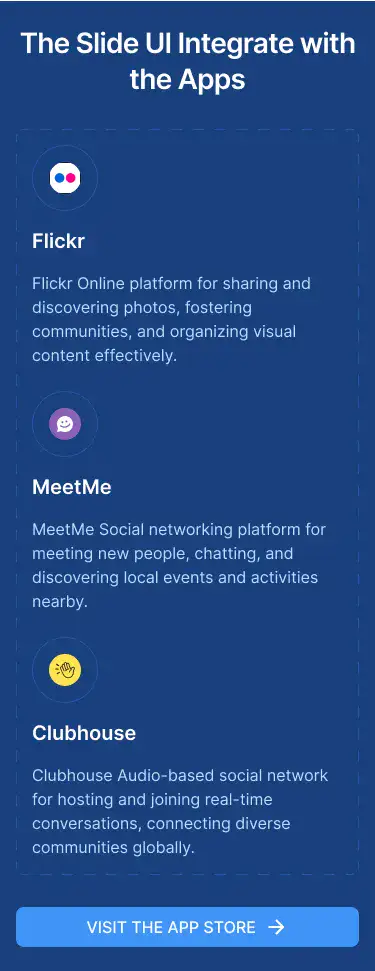 The Slide UI Integrate with
the Apps
Flickr
Flickr Online platform for sharing and
discovering photos, fostering
communities, and organizing visual
content effectively.
MeetMe
MeetMe Social networking platform for
meeting new people, chatting, and
discovering local events and activities
nearby.
Clubhouse
Clubhouse Audio-based social network
for hosting and joining real-time
conversations, connecting diverse
communities globally.
VISIT THE APP STORE